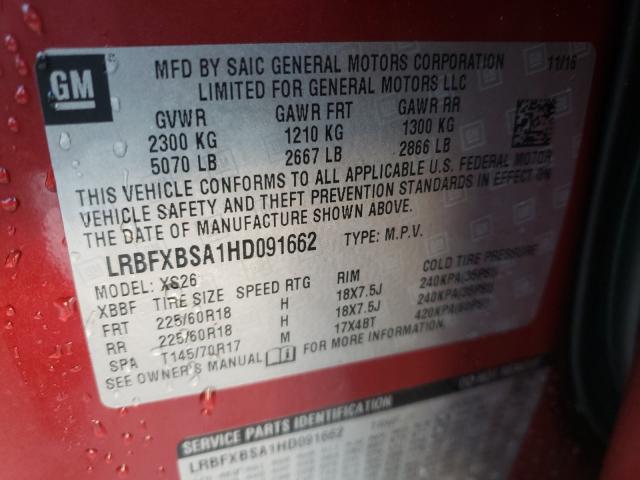 GM
MFD BY SAIC GENERAL MOTORS CORPORATION 11/16
LIMITED FOR GENERAL MOTORS LLC
GVWR GAWR FRT GAWR RR
2300 KG 1210 KG 1300 KG
5070 LB 2667 LB 2866 LB
THIS VEHICLE CONFORMS TO ALL APPLICABLE U.S. FEDERAL MOTOR
VEHICLE SAFETY AND THEFT PREVENTION STANDARDS IN EFFECT ON
THE DATE OF MANUFACTURE SHOWN ABOVE.
LRBFXBSA1HD091662 TYPE: M.P.V.
MODEL: XS26
XBBF TIRE SIZE SPEED RTG RIM COLD TIRE PRESSURE
FRT 225/60R18 H 18X7.5J 240KPA(35PSI)
RR 225/60R18 H 18X7.5J 240KPA(35PSI)
SPA T145/70R17 M 17X4BT 420KPA(60PSI)
SEE OWNER'S MANUAL FOR MORE INFORMATION.
SERVICE PARTS IDENTIFICATION
LRBFXBSA1HD091662